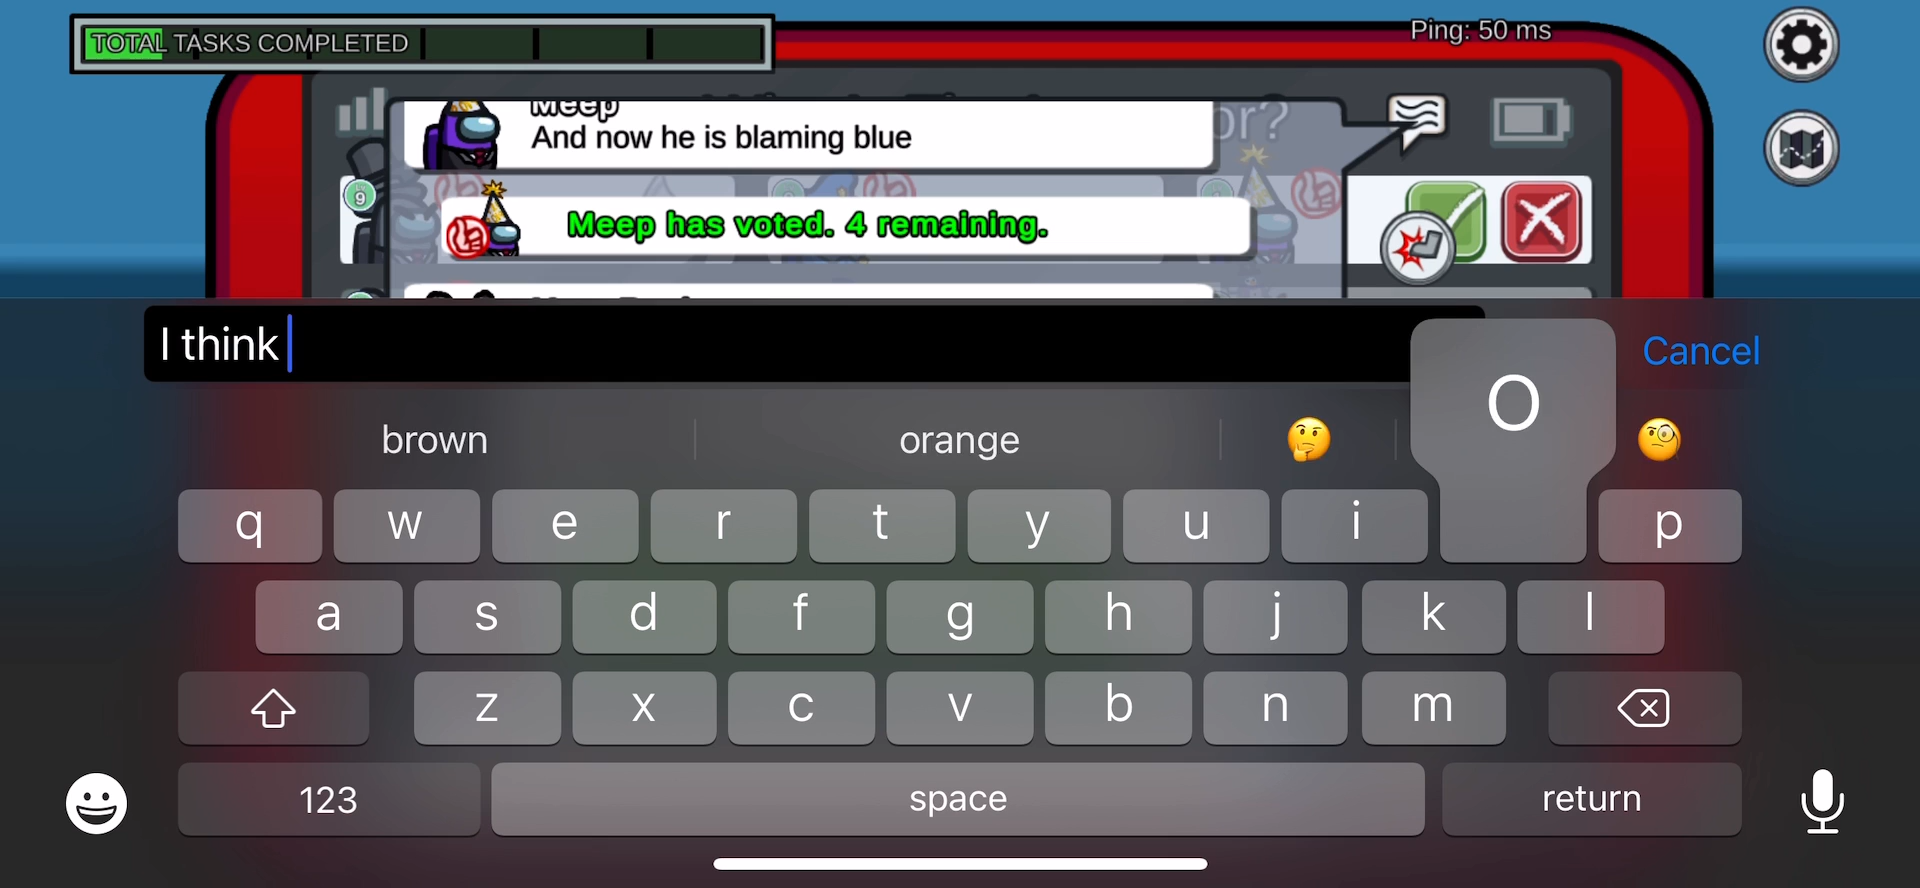 TOTAL TASKS COMPLETED
Ping: 50 ms
or?
Meep
And now he is blaming blue
9
Meep has voted. 4 remaining.
I think
Cancel
O
brown
orange
q w e r t y u i p
a s d f g h j k l
z x c v b n m
123
space
return